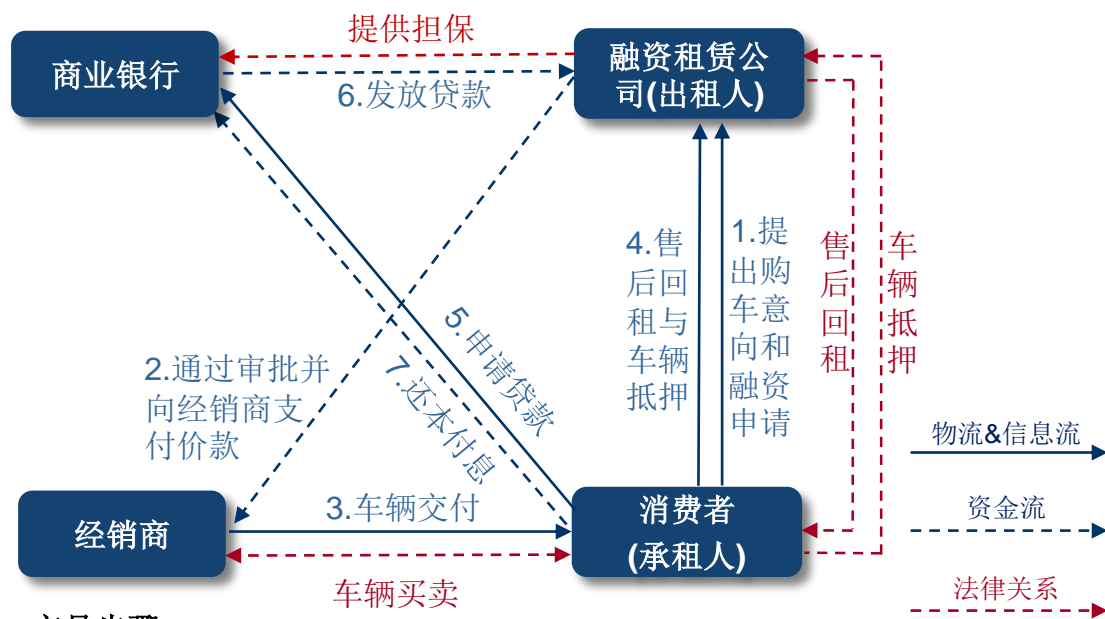 提供担保
商业银行
融资租赁公
司(出租人)
6.发放贷款
4.售
后回
租与
车辆
抵押
1.提
出购
车意
向和
融资
申请
售
后
回
租
车
辆
抵
押
5.申请贷款
7.还本付息
2.通过审批并
向经销商支
付价款
物流&信息流
资金流
法律关系
经销商
3.车辆交付
消费者
(承租人)
车辆买卖